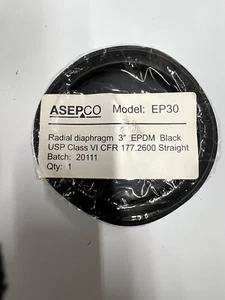 ASEPCO Model: EP30
Radial diaphragm 3" EPDM Black
USP Class VI CFR 177.2600 Straight
Batch: 20111
Qty: 1